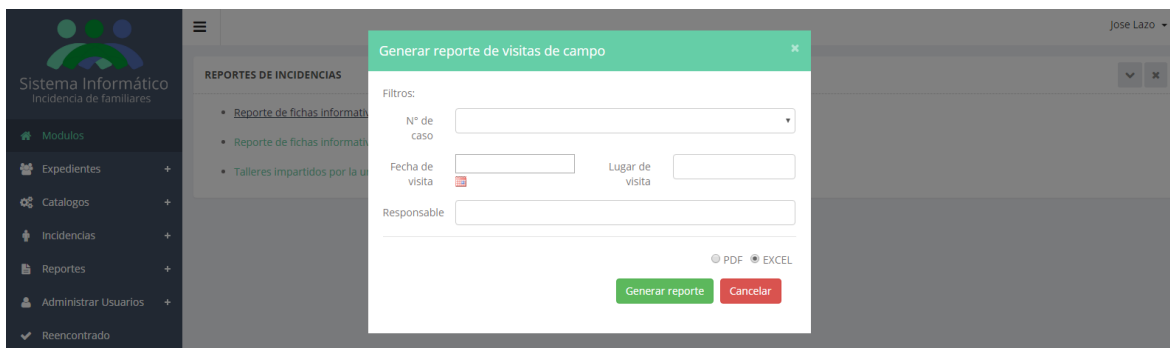 Jose Lazo
Generar reporte de visitas de campo
Sistema Informático
Incidencia de familiares
REPORTES DE INCIDENCIAS
Modulos
Expedientes
Catalogos
Incidencias
Reportes
Administrar Usuarios
Reencontrado
Reporte de fichas
Reporte de fichas
Talleres impartidos por la
Filtros:
N° de
caso
Fecha de
visita
Lugar de
visita
Responsable
PDF EXCEL
Generar reporte Cancelar